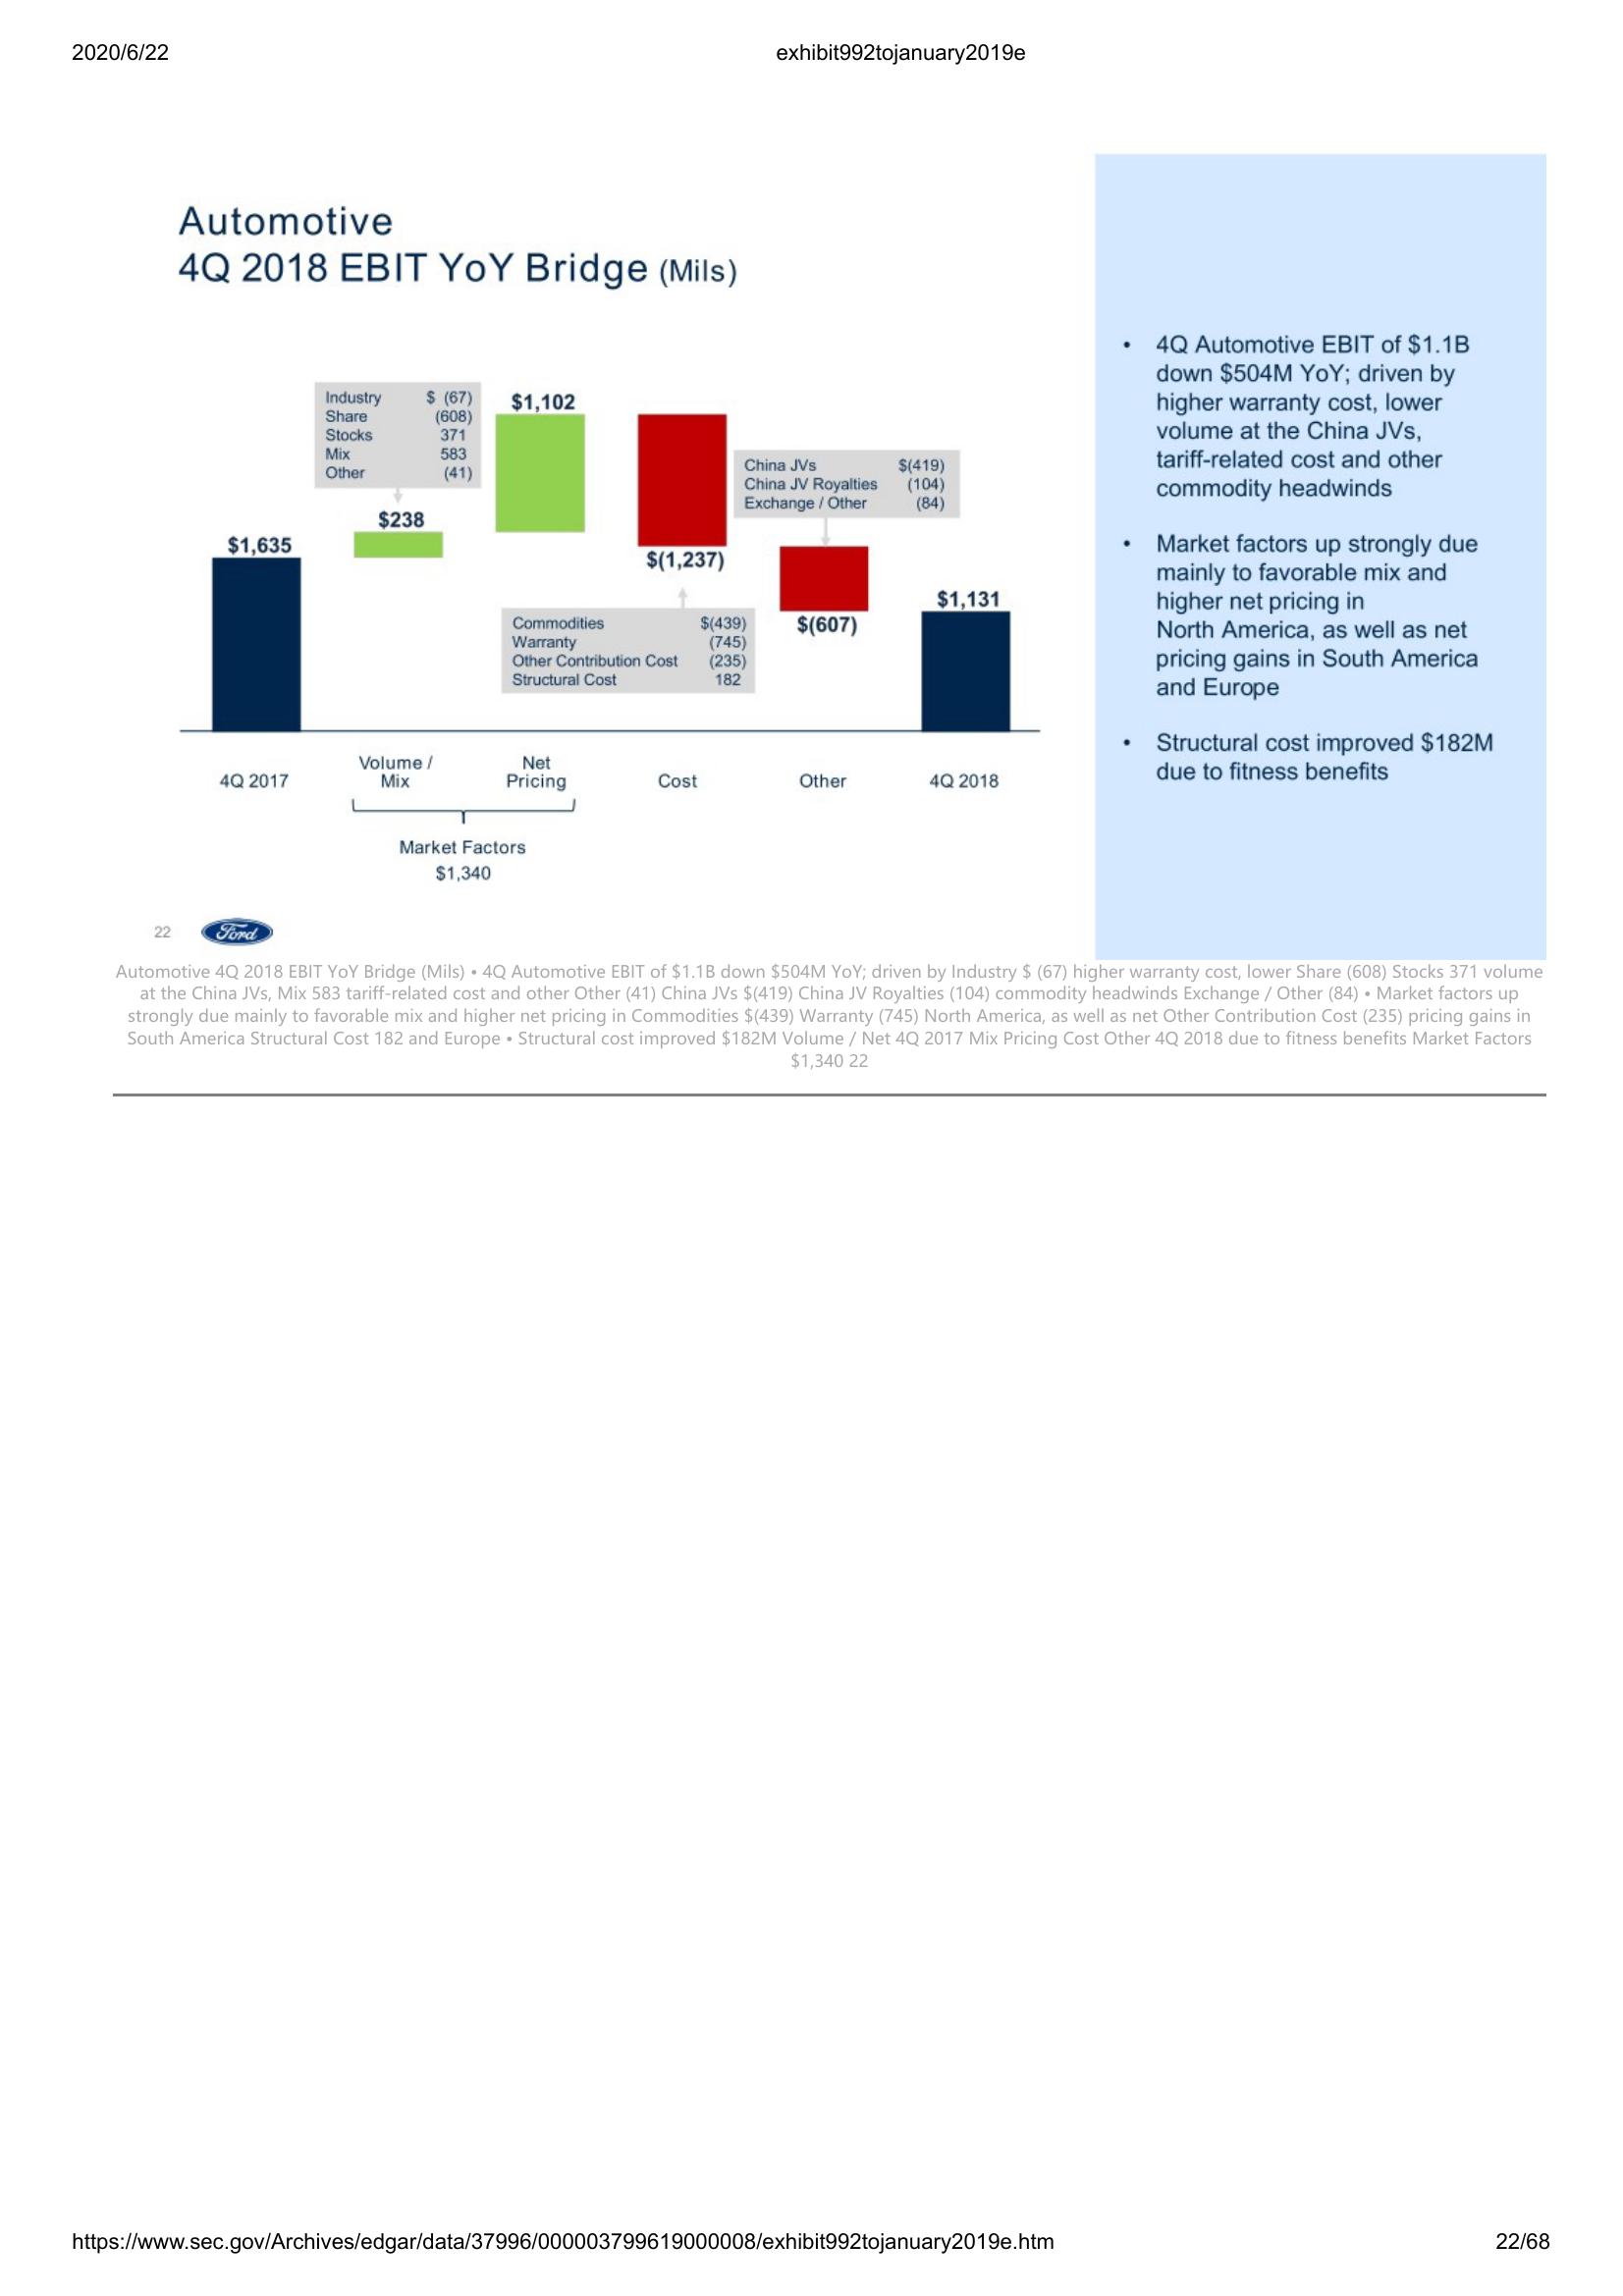 2020/6/22 exhibit992tojanuary2019e
Automotive
4Q 2018 EBIT YoY Bridge (Mils)
Industry $ (67)
Share (608)
Stocks 371
Mix 583
Other (41)
$1,635
$238
$1,102
$(1,237)
Commodities $(439)
Warranty (745)
Other Contribution Cost (235)
Structural Cost 182
China JVs $(419)
China JV Royalties (104)
Exchange / Other (84)
$(607)
$1,131
4Q 2017
Volume /
Mix
Net
Pricing
Cost
Other
4Q 2018
Market Factors
$1,340
• 4Q Automotive EBIT of $1.1B
down $504M YoY; driven by
higher warranty cost, lower
volume at the China JVs,
tariff-related cost and other
commodity headwinds
• Market factors up strongly due
mainly to favorable mix and
higher net pricing in
North America, as well as net
pricing gains in South America
and Europe
• Structural cost improved $182M
due to fitness benefits
22 Ford
Automotive 4Q 2018 EBIT YoY Bridge (Mils) • 4Q Automotive EBIT of $1.1B down $504M YoY; driven by Industry $ (67) higher warranty cost, lower Share (608) Stocks 371 volume
at the China JVs, Mix 583 tariff-related cost and other Other (41) China JVs $(419) China JV Royalties (104) commodity headwinds Exchange / Other (84) • Market factors up
strongly due mainly to favorable mix and higher net pricing in Commodities $(439) Warranty (745) North America, as well as net Other Contribution Cost (235) pricing gains in
South America Structural Cost 182 and Europe • Structural cost improved $182M Volume / Net 4Q 2017 Mix Pricing Cost Other 4Q 2018 due to fitness benefits Market Factors
$1,340 22
https://www.sec.gov/Archives/edgar/data/37996/000003799619000008/exhibit992tojanuary2019e.htm 22/68